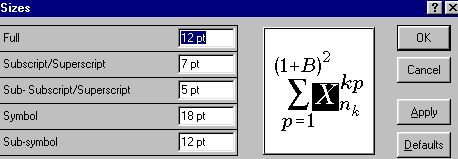 Sizes ? X
Full 12 pt
Subscript/Superscript 7 pt
Sub- Subscript/Superscript 5 pt
Symbol 18 pt
Sub-symbol 12 pt
(1+B)²
∑ X kp nₖ
p=1
OK
Cancel
Apply
Defaults